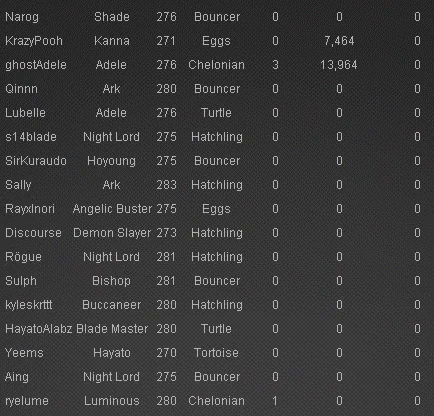 Narog Shade 276 Bouncer 0 0 0
KrazyPooh Kanna 271 Eggs 0 7,464 0
ghostAdele Adele 276 Chelonian 3 13,964 0
Qinnn Ark 280 Bouncer 0 0 0
Lubelle Adele 276 Turtle 0 0 0
s14blade Night Lord 275 Hatchling 0 0 0
SirKuraudo Hoyoung 275 Bouncer 0 0 0
Sally Ark 283 Hatchling 0 0 0
RayxInori Angelic Buster 275 Eggs 0 0 0
Discourse Demon Slayer 273 Hatchling 0 0 0
Rögue Night Lord 281 Hatchling 0 0 0
Sulph Bishop 281 Bouncer 0 0 0
kyleskrttt Buccaneer 280 Hatchling 0 0 0
HayatoAlabz Blade Master 280 Turtle 0 0 0
Yeems Hayato 270 Tortoise 0 0 0
Aing Night Lord 275 Bouncer 0 0 0
ryelume Luminous 280 Chelonian 1 0 0